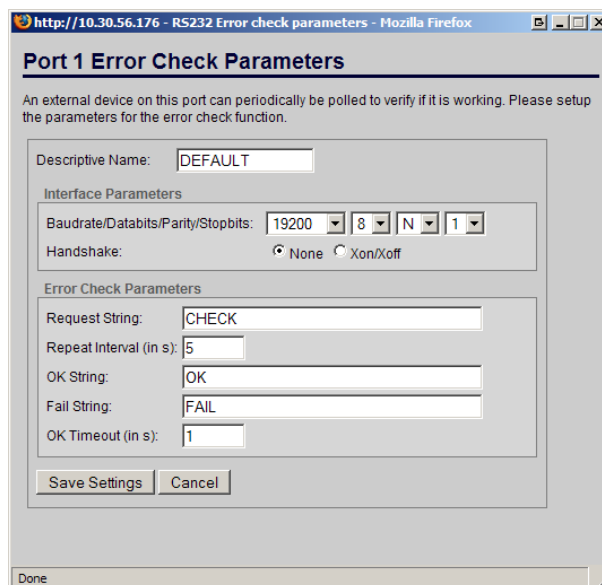 http://10.30.56.176 - RS232 Error check parameters - Mozilla Firefox
Port 1 Error Check Parameters
An external device on this port can periodically be polled to verify if it is working. Please setup
the parameters for the error check function.
Descriptive Name: DEFAULT
Interface Parameters
Baudrate/Databits/Parity/Stopbits: 19200 8 N 1
Handshake: None Xon/Xoff
Error Check Parameters
Request String: CHECK
Repeat Interval (in s): 5
OK String: OK
Fail String: FAIL
OK Timeout (in s): 1
Save Settings Cancel
Done